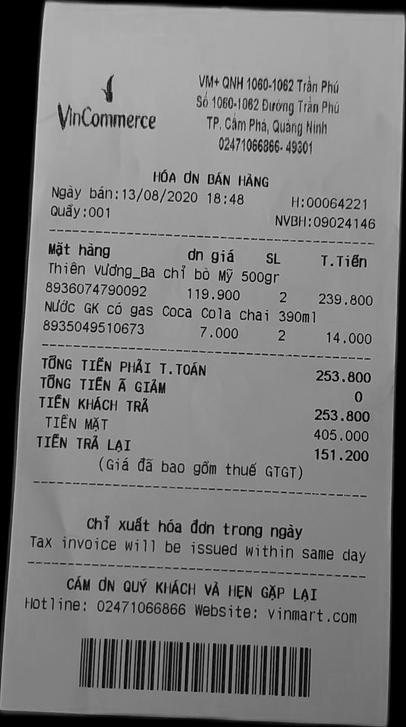 VinCommerce
VM+ QNH 1060-1062 Trần Phú
Số 1060-1062 Đường Trần Phú
TP. Cẩm Phả, Quảng Ninh
02471066866- 49301
HÓA ƠN BÁN HÀNG
Ngày bán:13/08/2020 18:48 H:00064221
Quầy:001 NVBH:09024146
Mặt hàng ơn giá SL T.Tiền
Thiên Vương_Ba chỉ bò Mỹ 500gr
8936074790092 119.900 2 239.800
Nước GK có gas Coca Cola chai 390ml
8935049510673 7.000 2 14.000
TỔNG TIỀN PHẢI T.TOÁN 253.800
TỔNG TIỀN Ã GIẢM 0
TIỀN KHÁCH TRẢ 253.800
TIỀN MẶT 405.000
TIỀN TRẢ LẠI 151.200
(Giá đã bao gồm thuế GTGT)
Chỉ xuất hóa đơn trong ngày
Tax invoice will be issued within same day
CÁM ƠN QUÝ KHÁCH VÀ HẸN GẶP LẠI
Hotline: 02471066866 Website: vinmart.com